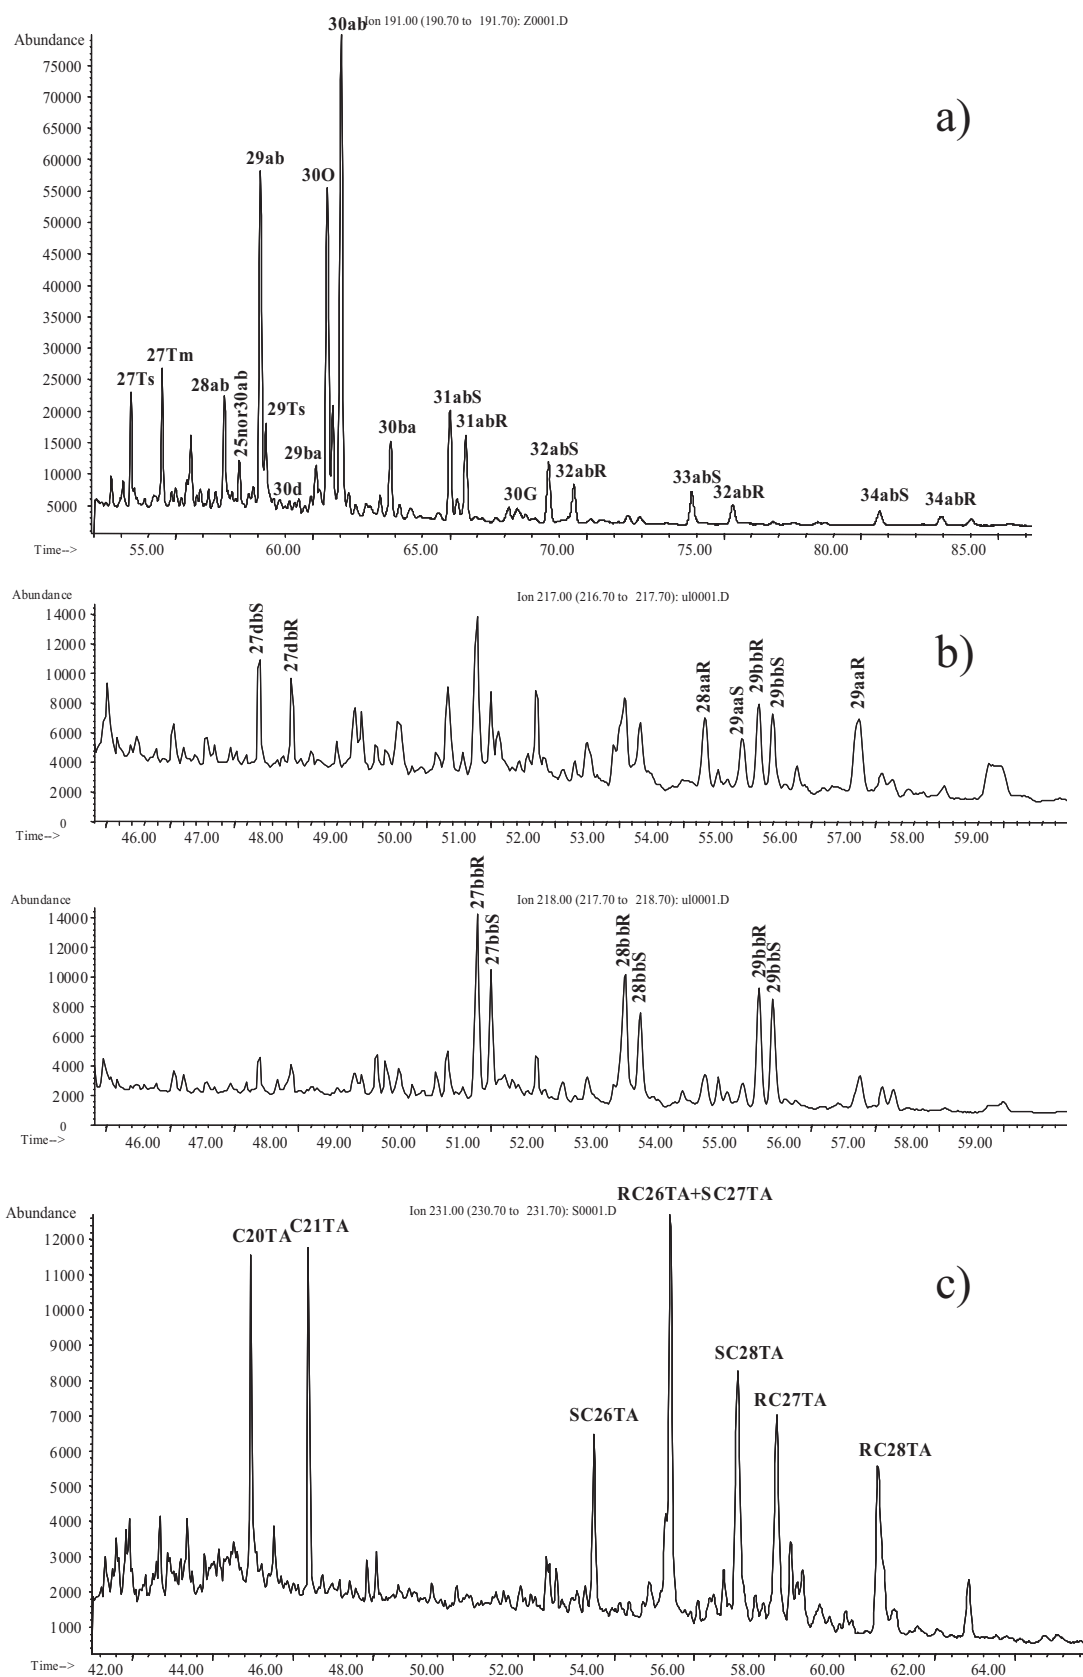 Ion 191.00 (190.70 to 191.70): Z0001.D
Abundance
a)
75000
70000
65000
60000
55000
50000
45000
40000
35000
30000
25000
20000
15000
10000
5000
27Ts
27Tm
28ab
25nor30ab
29ab
29Ts
30d
29ba
30O
30ab
30ba
31abS
31abR
30G
32abS
32abR
33abS
32abR
34abS
34abR
Time-->
55.00 60.00 65.00 70.00 75.00 80.00 85.00
Abundance
Ion 217.00 (216.70 to 217.70): ul0001.D
b)
14000
12000
10000
8000
6000
4000
2000
0
27dbS
27dbR
28aaR
29aaS
29bbR
29bbS
29aaR
Time-->
46.00 47.00 48.00 49.00 50.00 51.00 52.00 53.00 54.00 55.00 56.00 57.00 58.00 59.00
Abundance
Ion 218.00 (217.70 to 218.70): ul0001.D
14000
12000
10000
8000
6000
4000
2000
0
27bbR
27bbS
28bbR
28bbS
29bbR
29bbS
Time-->
46.00 47.00 48.00 49.00 50.00 51.00 52.00 53.00 54.00 55.00 56.00 57.00 58.00 59.00
Abundance
Ion 231.00 (230.70 to 231.70): S0001.D
c)
12000
11000
10000
9000
8000
7000
6000
5000
4000
3000
2000
1000
C20TA
C21TA
SC26TA
RC26TA+SC27TA
SC28TA
RC27TA
RC28TA
Time-->
42.00 44.00 46.00 48.00 50.00 52.00 54.00 56.00 58.00 60.00 62.00 64.00